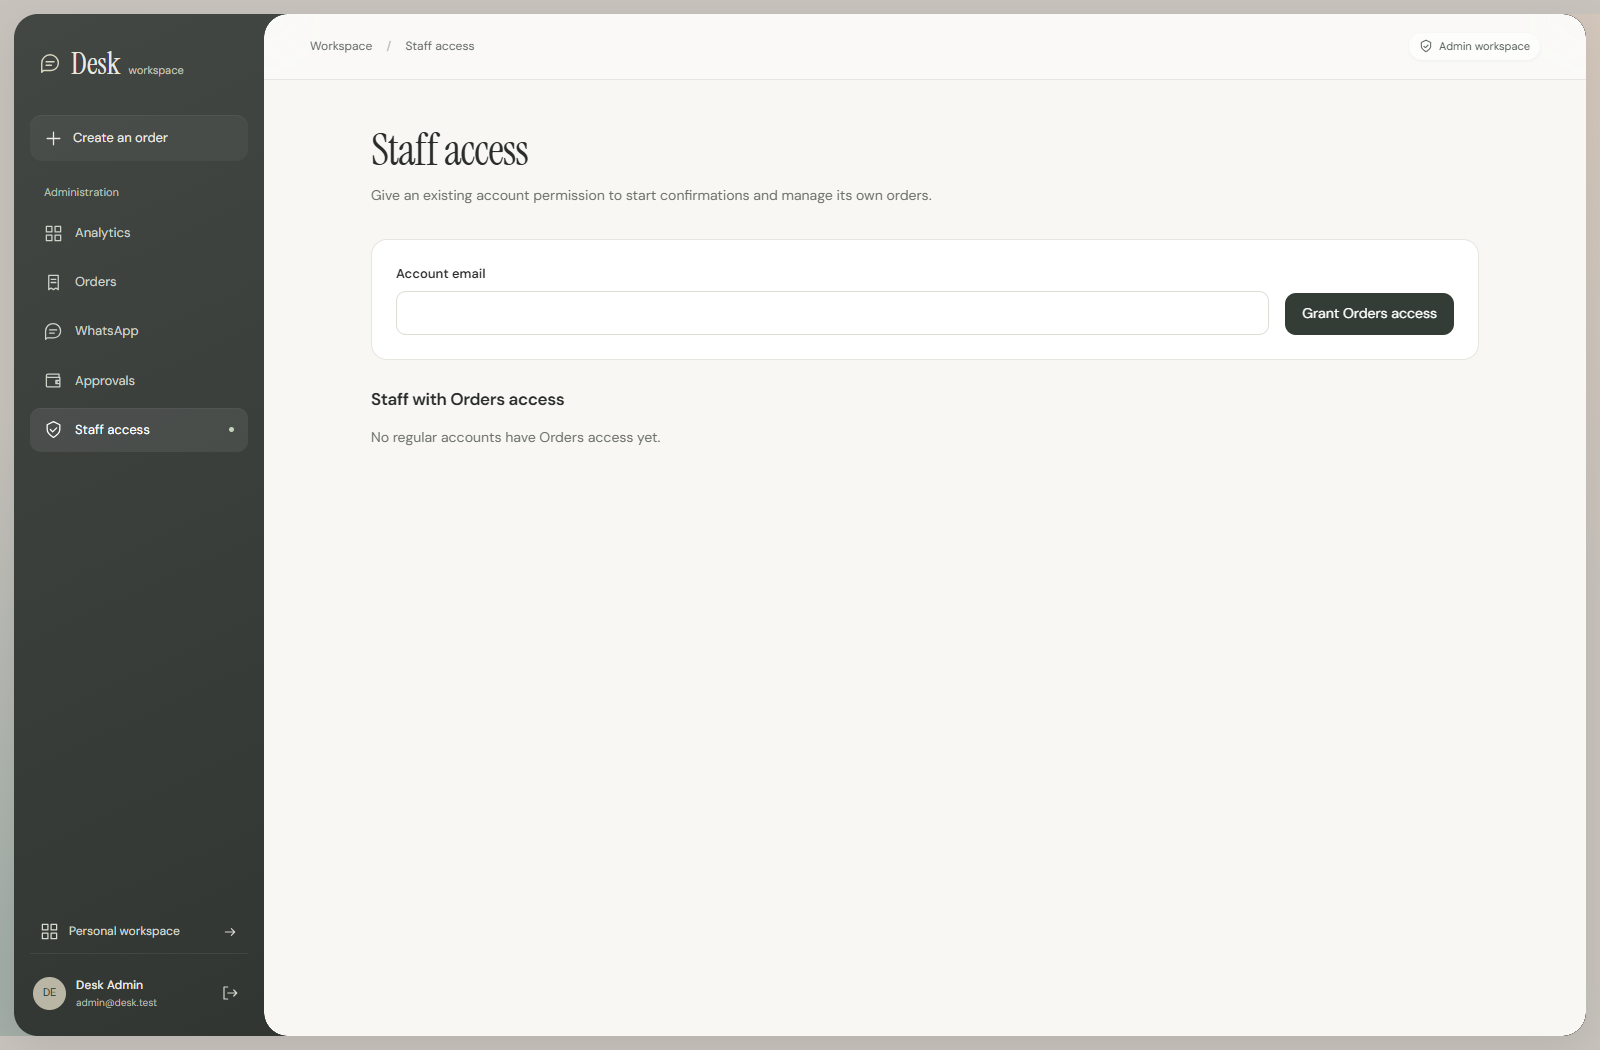 Desk workspace
Create an order
Administration
Analytics
Orders
WhatsApp
Approvals
Staff access
Personal workspace
DE
Desk Admin
admin@desk.test
Workspace / Staff access
Admin workspace
Staff access
Give an existing account permission to start confirmations and manage its own orders.
Account email
Grant Orders access
Staff with Orders access
No regular accounts have Orders access yet.